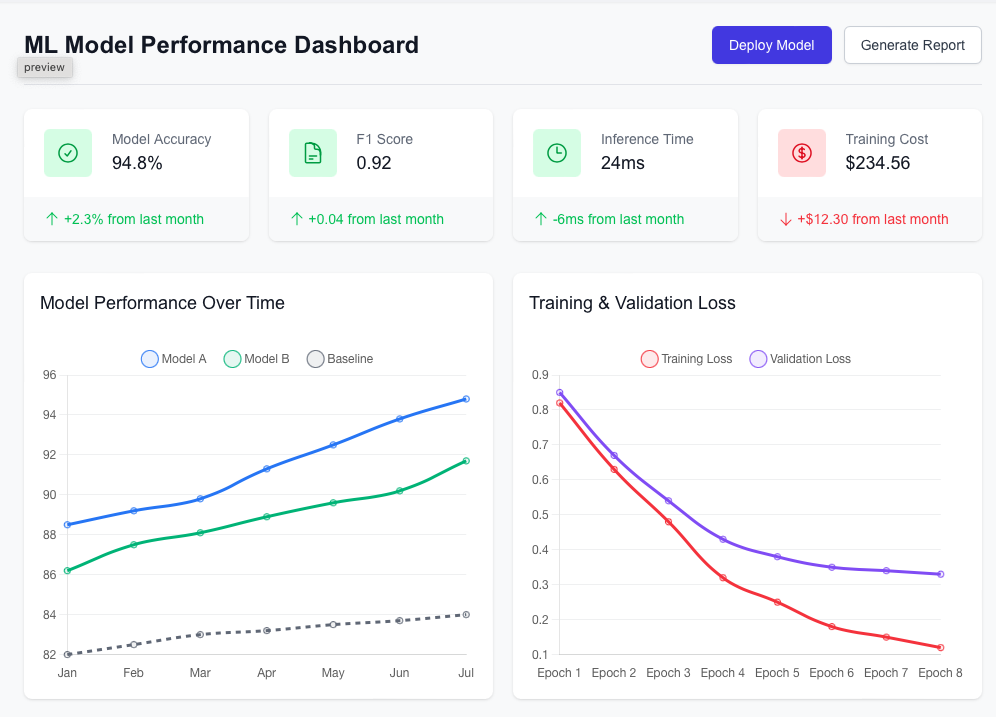 ML Model Performance Dashboard
preview
Deploy Model
Generate Report
Model Accuracy
94.8%
↑ +2.3% from last month
F1 Score
0.92
↑ +0.04 from last month
Inference Time
24ms
↑ -6ms from last month
$
Training Cost
$234.56
↓ +$12.30 from last month
Model Performance Over Time
Model A Model B Baseline
96
94
92
90
88
86
84
82
Jan Feb Mar Apr May Jun Jul
Training & Validation Loss
Training Loss Validation Loss
0.9
0.8
0.7
0.6
0.5
0.4
0.3
0.2
0.1
Epoch 1 Epoch 2 Epoch 3 Epoch 4 Epoch 5 Epoch 6 Epoch 7 Epoch 8